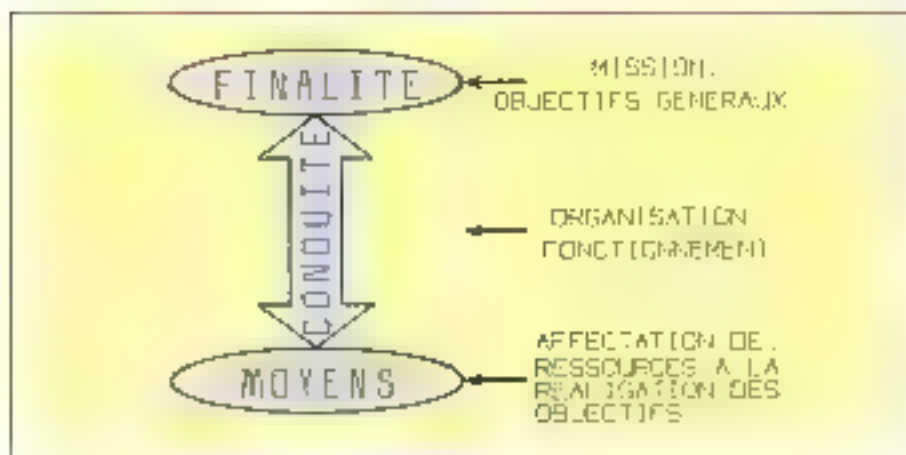 FINALITE
MISSION.
OBJECTIFS GENERAUX
CONDUITE
ORGANISATION
FONCTIONNEMENT
MOYENS
AFFECTATION DE.
RESSOURCES A LA
REALISATION DES
OBJECTIFS